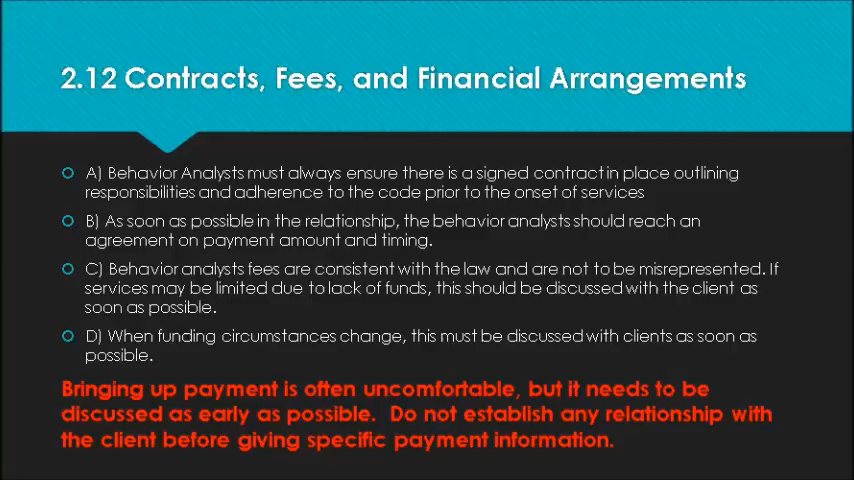 2.12 Contracts, Fees, and Financial Arrangements
A) Behavior Analysts must always ensure there is a signed contract in place outlining
responsibilities and adherence to the code prior to the onset of services
B) As soon as possible in the relationship, the behavior analysts should reach an
agreement on payment amount and timing.
C) Behavior analysts fees are consistent with the law and are not to be misrepresented. If
services may be limited due to lack of funds, this should be discussed with the client as
soon as possible.
D) When funding circumstances change, this must be discussed with clients as soon as
possible.
Bringing up payment is often uncomfortable, but it needs to be
discussed as early as possible. Do not establish any relationship with
the client before giving specific payment information.